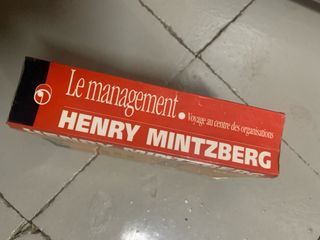 Le management. Voyage au centre des organisations
HENRY MINTZBERG